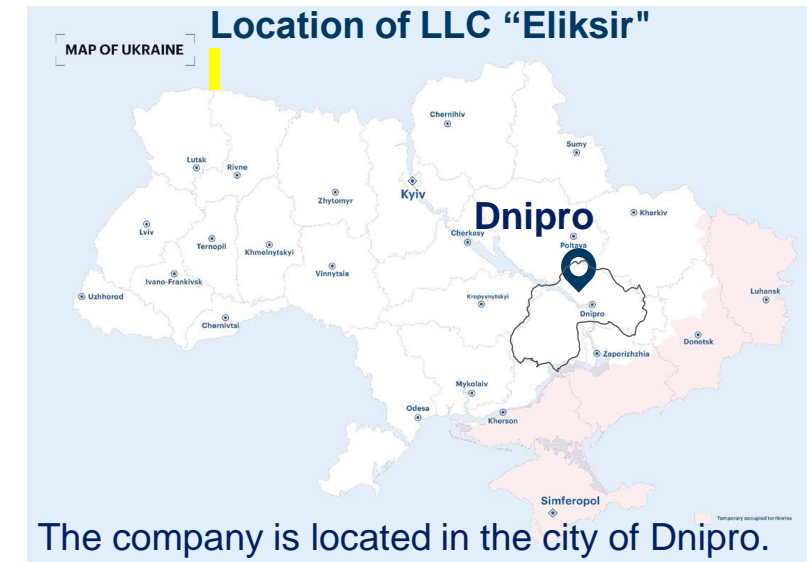 Location of LLC “Eliksir"
MAP OF UKRAINE
Chernihiv
Sumy
Lutsk
Rivne
Zhytomyr
Kyiv
Dnipro
Kharkiv
Lviv
Ternopil
Khmelnytskyi
Cherkasy
Poltava
Vinnytsia
Ivano-Frankivsk
Uzhhorod
Kropyvnytskyi
Luhansk
Dnipro
Chernivtsi
Donetsk
Zaporizhzhia
Mykolaiv
Odesa
Kherson
Simferopol
Temporary occupied territories
The company is located in the city of Dnipro.